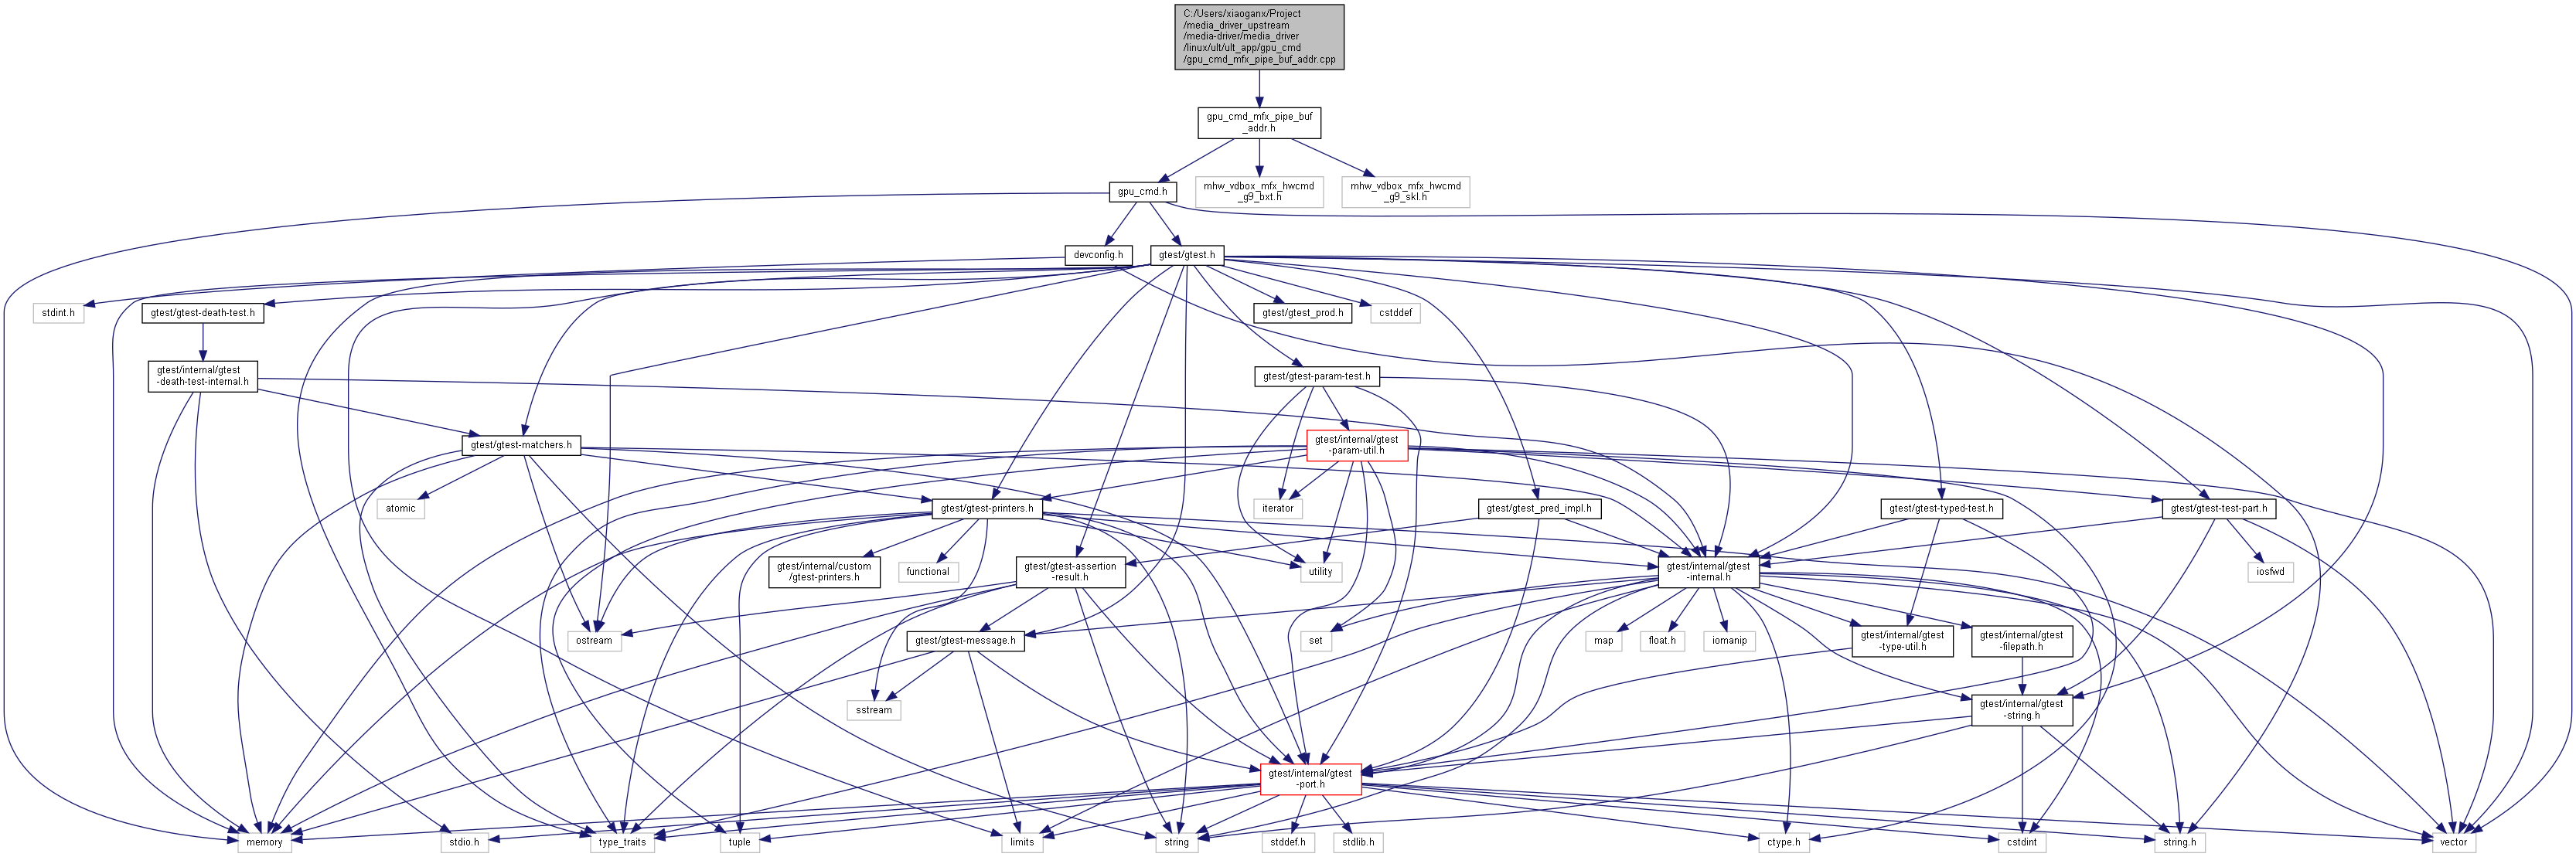 C:/Users/xiaoganx/Project
/media_driver_upstream
/media-driver/media_driver
/linux/ult/ult_app/gpu_cmd
/gpu_cmd_mfx_pipe_buf_addr.cpp
gpu_cmd_mfx_pipe_buf
_addr.h
gpu_cmd.h
mhw_vdbox_mfx_hwcmd
_g9_bxt.h
mhw_vdbox_mfx_hwcmd
_g9_skl.h
devconfig.h
gtest/gtest.h
stdint.h
gtest/gtest-death-test.h
gtest/gtest_prod.h
cstddef
gtest/internal/gtest
-death-test-internal.h
gtest/gtest-param-test.h
gtest/gtest-matchers.h
gtest/internal/gtest
-param-util.h
atomic
gtest/gtest-printers.h
iterator
gtest/gtest_pred_impl.h
gtest/gtest-typed-test.h
gtest/gtest-test-part.h
gtest/internal/custom
/gtest-printers.h
functional
gtest/gtest-assertion
-result.h
utility
gtest/internal/gtest
-internal.h
iosfwd
ostream
gtest/gtest-message.h
set
map
float.h
iomanip
gtest/internal/gtest
-type-util.h
gtest/internal/gtest
-filepath.h
sstream
gtest/internal/gtest
-string.h
gtest/internal/gtest
-port.h
memory
stdio.h
type_traits
tuple
limits
string
stddef.h
stdlib.h
ctype.h
cstdint
string.h
vector